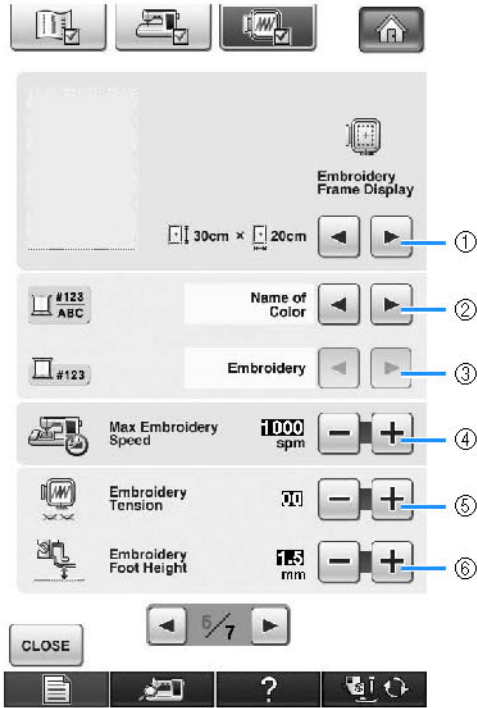 Embroidery
Frame Display
30cm × 20cm
①
#123
ABC
Name of
Color
②
#123
Embroidery
③
Max Embroidery
Speed
1000
spm
④
Embroidery
Tension
00
⑤
Embroidery
Foot Height
1.5
mm
⑥
6/7
CLOSE
?